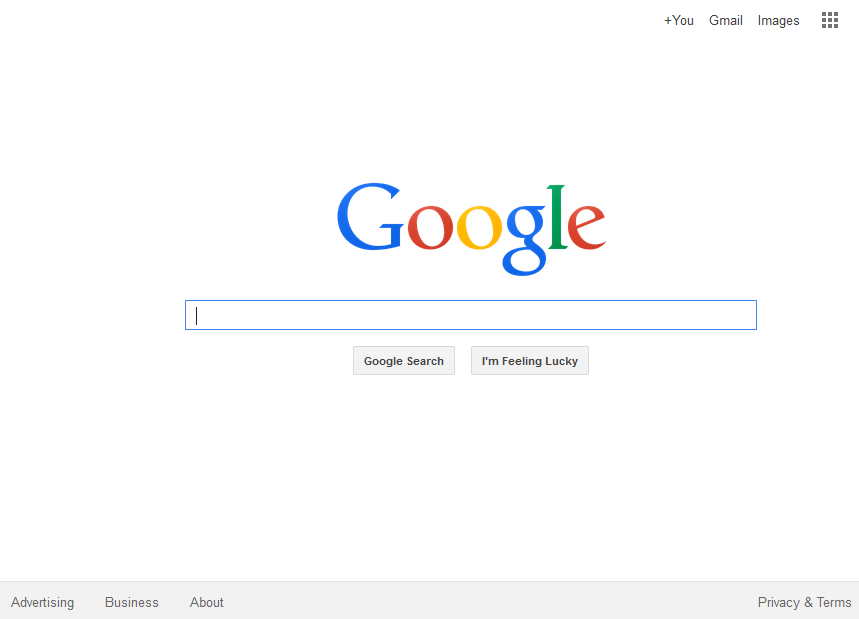 +You Gmail Images
Google
Google Search I'm Feeling Lucky
Advertising Business About Privacy & Terms